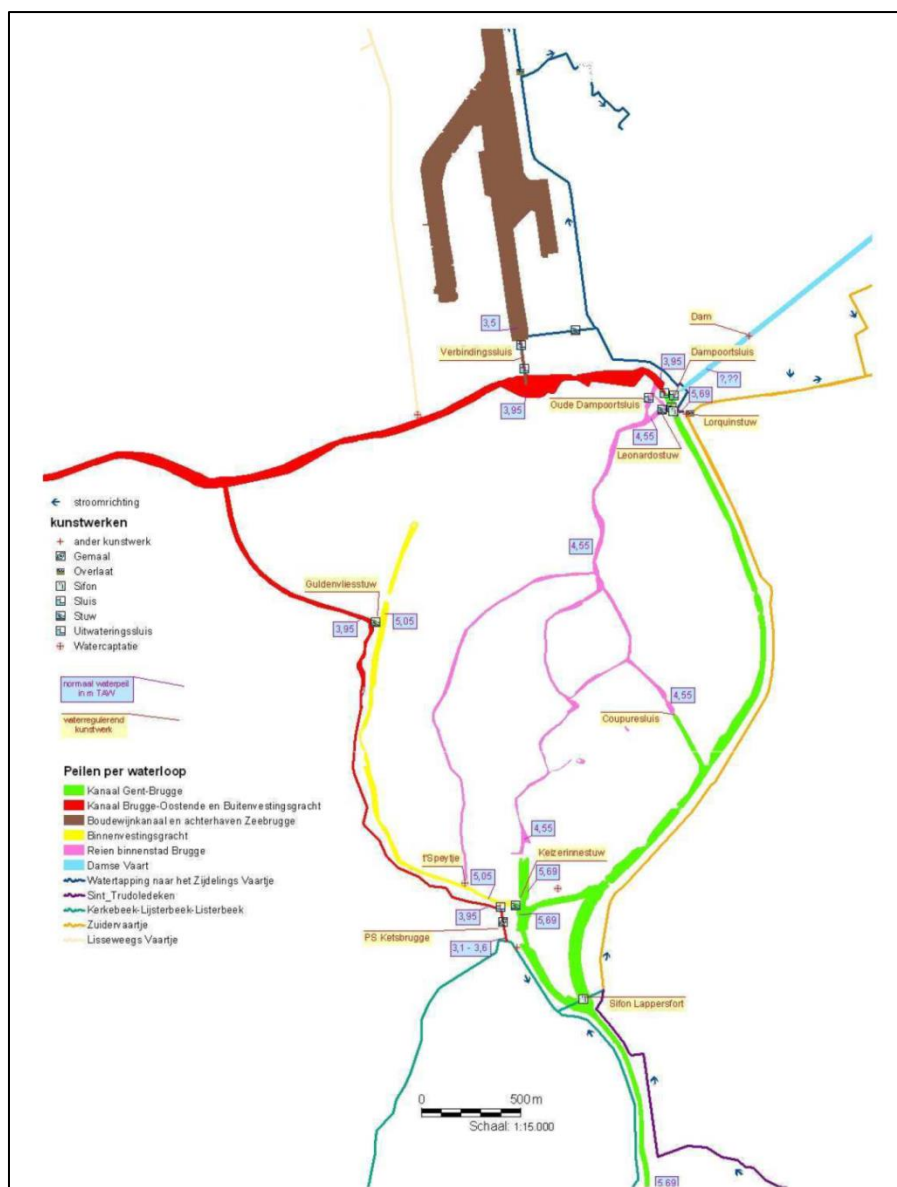 Dam
3,5
Verbindingssluis
3,95
Dampoortsluis
?,??
3,95
Oude Dampoortsluis
5,69
Lorquinstuw
4,55
Leonardostuw
stroomrichting
kunstwerken
ander kunstwerk
Gemaal
Overlaat
Sifon
Sluis
Stuw
Uitwateringssluis
Watercaptatie
4,55
Guldenvliesstuw
3,95
5,05
normaal waterpeil
in m TAW
waterregulerend
kunstwerk
4,55
Coupuresluis
Peilen per waterloop
Kanaal Gent-Brugge
Kanaal Brugge-Oostende en Buitenvestingsgracht
Boudewijnkanaal en achterhaven Zeebrugge
Binnenvestingsgracht
Reien binnenstad Brugge
Damse Vaart
Watertapping naar het Zijdelings Vaartje
Sint_Trudoledeken
Kerkebeek-Lijsterbeek-Listerbeek
Zuidervaartje
Lisseweegs Vaartje
4,55
t'Speytje
Keizerinnestuw
5,05
5,69
3,95
5,69
PS Ketsbrugge
3,1 - 3,6
Sifon Lappersfort
0 500 m
Schaal: 1:15.000
5,69